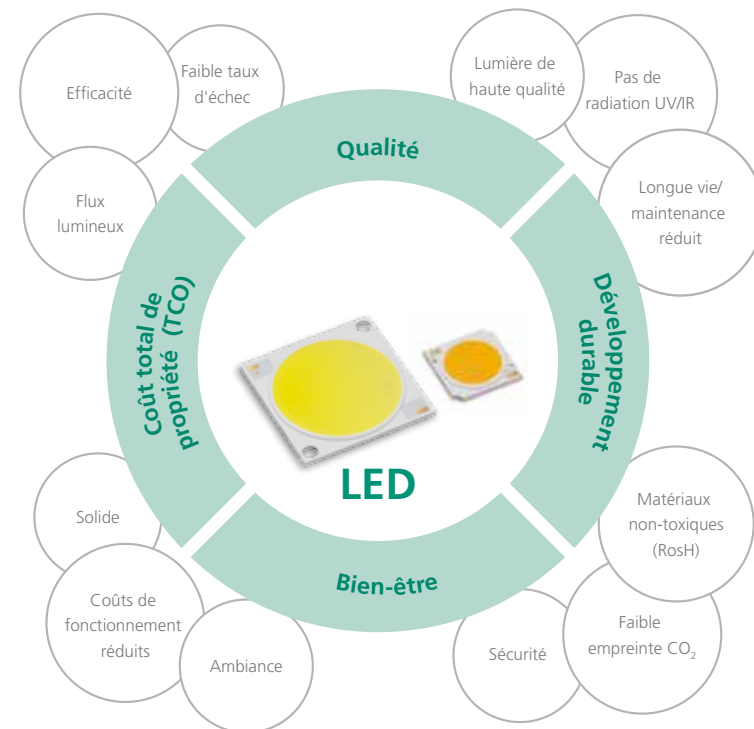 Efficacité
Faible taux
d'échec
Lumière de
haute qualité
Pas de
radiation UV/IR
Flux
lumineux
Longue vie/
maintenance
réduit
Qualité
Coût total de
propriété (TCO)
Développement
durable
LED
Bien-être
Solide
Coûts de
fonctionnement
réduits
Ambiance
Sécurité
Matériaux
non-toxiques
(RosH)
Faible
empreinte CO₂